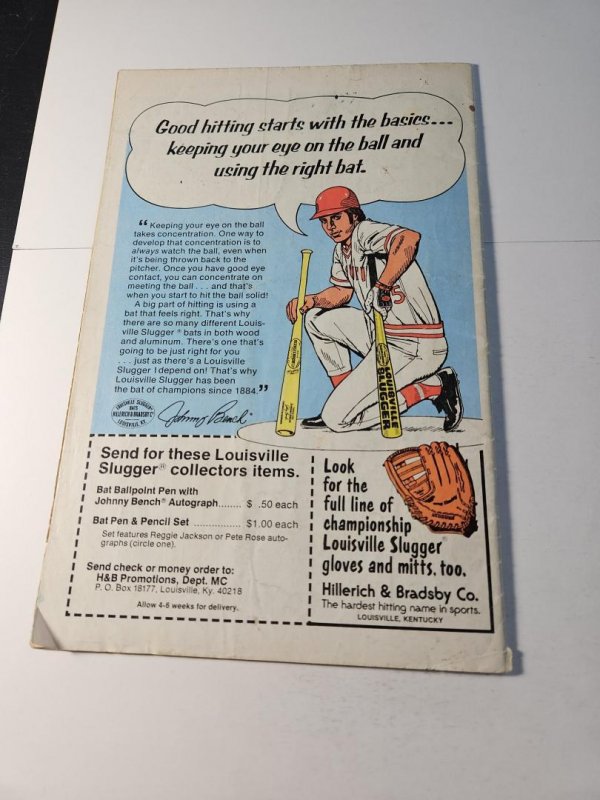 Good hitting starts with the basics...
keeping your eye on the ball and
using the right bat.
“Keeping your eye on the ball
takes concentration. One way to
develop that concentration is to
always watch the ball, even when
it's being thrown back to the
pitcher. Once you have good eye
contact, you can concentrate on
meeting the ball . . . and that's
when you start to hit the ball solid!
A big part of hitting is using a
bat that feels right. That's why
there are so many different Louis-
ville Slugger ® bats in both wood
and aluminum. There's one that's
going to be just right for you
. . . just as there's a Louisville
Slugger I depend on! That's why
Louisville Slugger has been
the bat of champions since 1884.”
LOUISVILLE SLUGGER
BATS
HILLERICH & BRADSBY Co
LOUISVILLE, KY.
Johnny Bench
5
LOUISVILLE
SLUGGER
Send for these Louisville
Slugger® collectors items.
Bat Ballpoint Pen with
Johnny Bench® Autograph....... $ .50 each
Bat Pen & Pencil Set .............. $1.00 each
Set features Reggie Jackson or Pete Rose auto-
graphs (circle one).
Send check or money order to:
H&B Promotions, Dept. MC
P. O. Box 18177, Louisville, Ky. 40218
Allow 4-6 weeks for delivery.
Look
for the
full line of
championship
Louisville Slugger
gloves and mitts, too.
Hillerich & Bradsby Co.
The hardest hitting name in sports.
LOUISVILLE, KENTUCKY